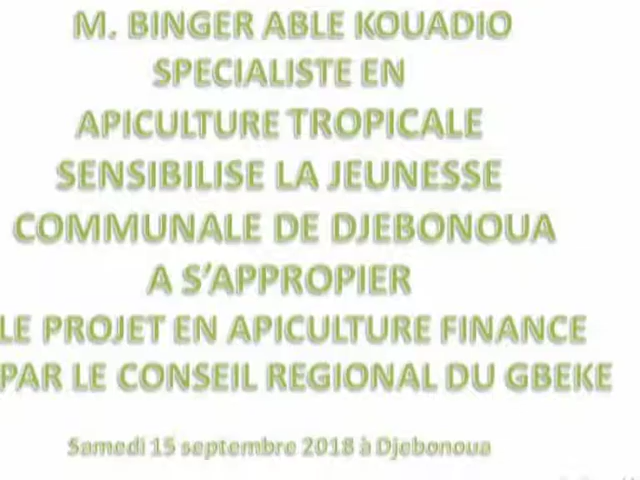 M. BINGER ABLE KOUADIO
SPECIALISTE EN
APICULTURE TROPICALE
SENSIBILISE LA JEUNESSE
COMMUNALE DE DJEBONOUA
A S'APPROPIER
LE PROJET EN APICULTURE FINANCE
PAR LE CONSEIL REGIONAL DU GBEKE
Samedi 15 septembre 2018 à Djebonoua